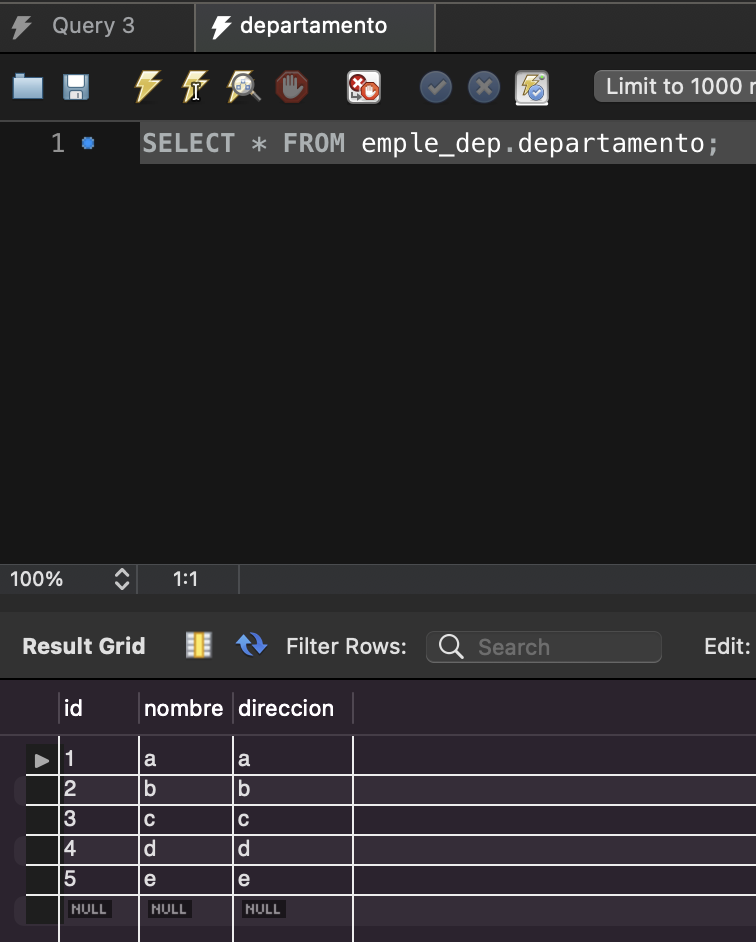 Query 3 departamento
Limit to 1000 r
1 SELECT * FROM emple_dep.departamento;
100% 1:1
Result Grid Filter Rows: Search Edit:
id nombre direccion
1 a a
2 b b
3 c c
4 d d
5 e e
NULL NULL NULL